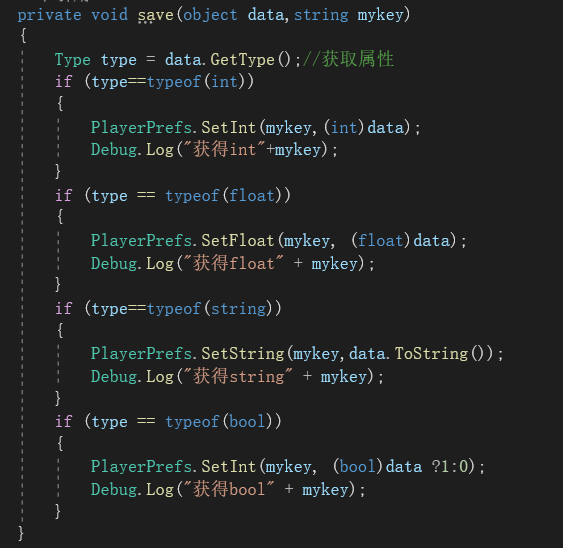 private void save(object data,string mykey)
{
    Type type = data.GetType();//获取属性
    if (type==typeof(int))
    {
        PlayerPrefs.SetInt(mykey,(int)data);
        Debug.Log("获得int"+mykey);
    }
    if (type == typeof(float))
    {
        PlayerPrefs.SetFloat(mykey, (float)data);
        Debug.Log("获得float" + mykey);
    }
    if (type==typeof(string))
    {
        PlayerPrefs.SetString(mykey,data.ToString());
        Debug.Log("获得string" + mykey);
    }
    if (type == typeof(bool))
    {
        PlayerPrefs.SetInt(mykey, (bool)data ?1:0);
        Debug.Log("获得bool" + mykey);
    }
}